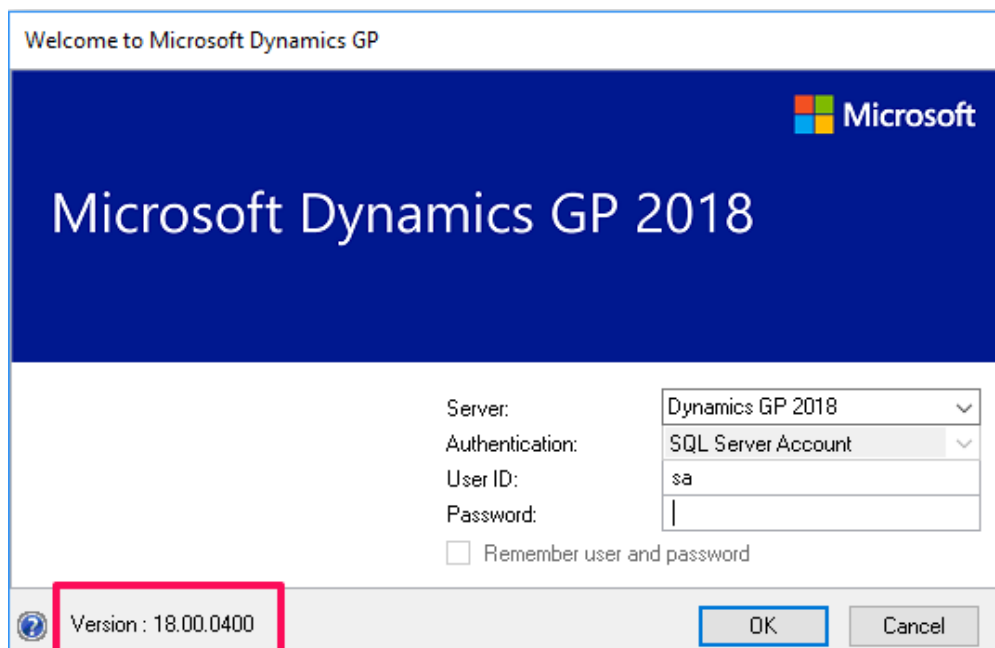 Welcome to Microsoft Dynamics GP
Microsoft
Microsoft Dynamics GP 2018
Server: Dynamics GP 2018
Authentication: SQL Server Account
User ID: sa
Password:
Remember user and password
? Version : 18.00.0400 OK Cancel